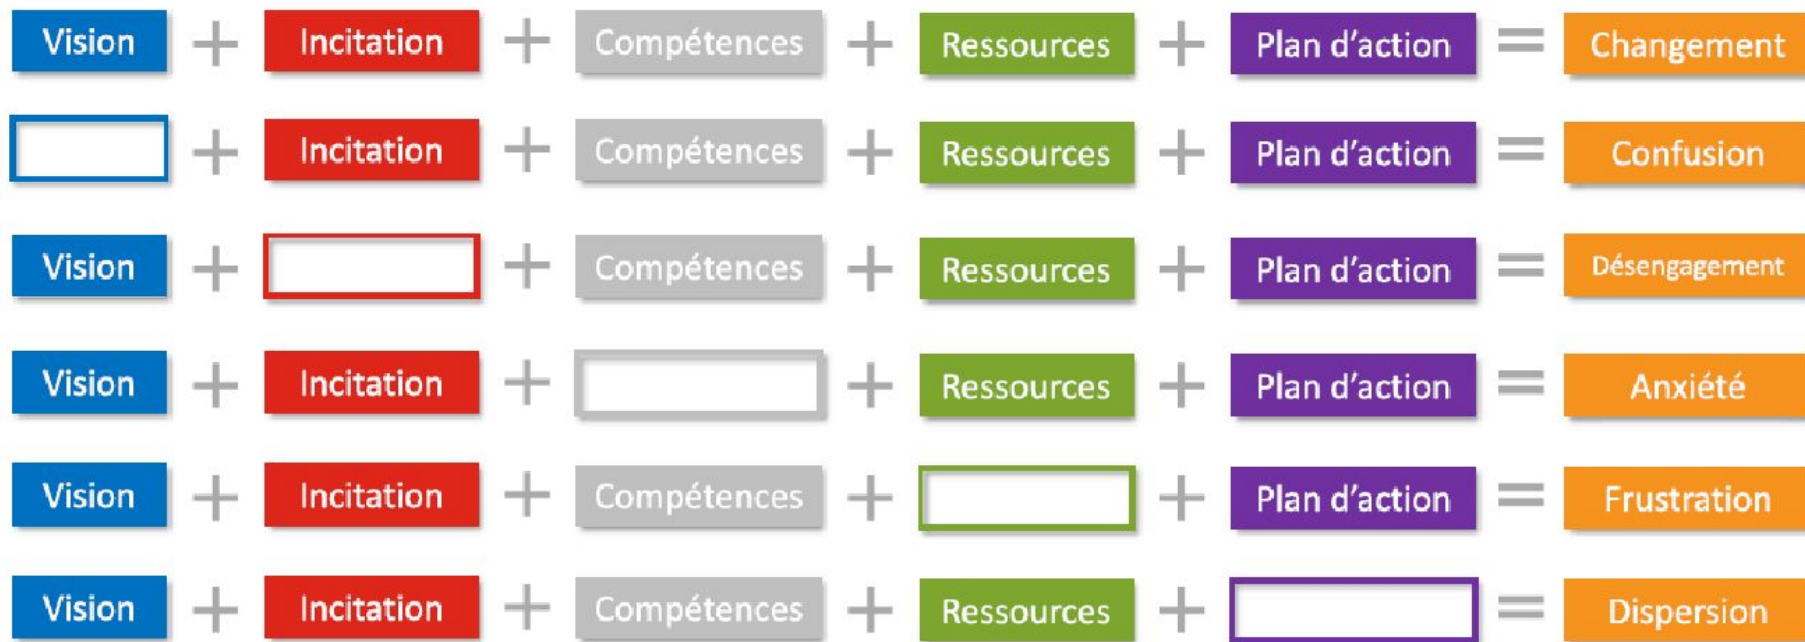 Vision + Incitation + Compétences + Ressources + Plan d'action = Changement
+ Incitation + Compétences + Ressources + Plan d'action = Confusion
Vision + + Compétences + Ressources + Plan d'action = Désengagement
Vision + Incitation + + Ressources + Plan d'action = Anxiété
Vision + Incitation + Compétences + + Plan d'action = Frustration
Vision + Incitation + Compétences + Ressources + = Dispersion